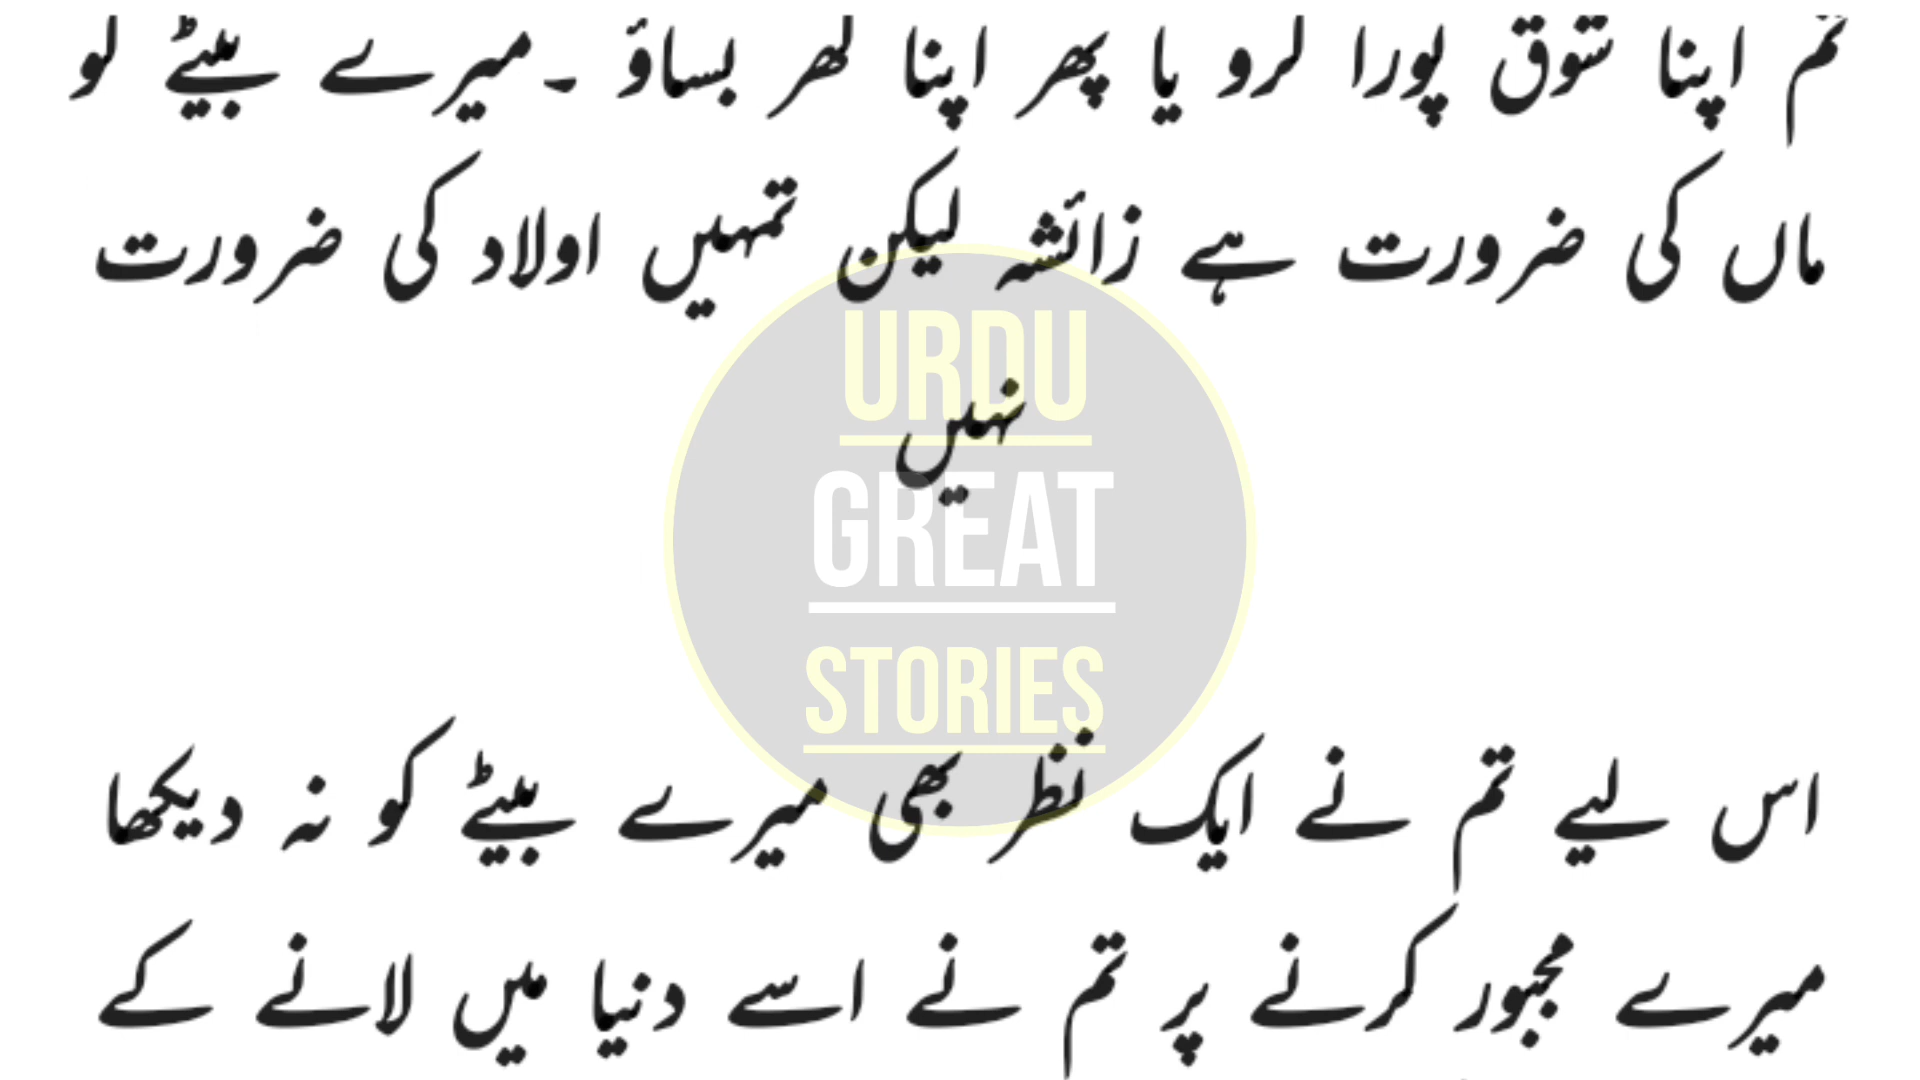 تم اپنا شوق پورا کرو یا پھر اپنا گھر بساؤ ۔میرے بیٹے کو
ماں کی ضرورت ہے زائشہ لیکن تمہیں اولاد کی ضرورت
نہیں
URDU
GREAT
STORIES
اس لیے تم نے ایک نظر بھی میرے بیٹے کو نہ دیکھا
میرے مجبور کرنے پر تم نے اسے دنیا میں لانے کے